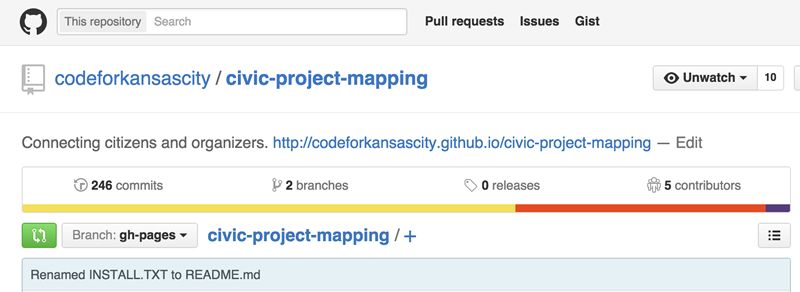 This repository Search Pull requests Issues Gist
codeforkansascity / civic-project-mapping Unwatch 10
Connecting citizens and organizers. http://codeforkansascity.github.io/civic-project-mapping — Edit
246 commits 2 branches 0 releases 5 contributors
Branch: gh-pages civic-project-mapping / +
Renamed INSTALL.TXT to README.md